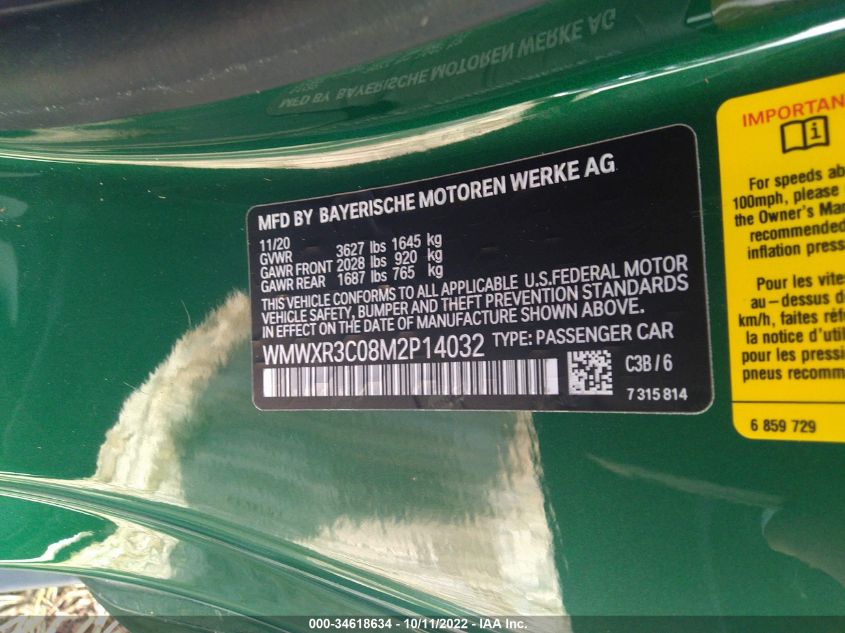 MFD BY BAYERISCHE MOTOREN WERKE AG
MFD BY BAYERISCHE MOTOREN WERKE AG
11/20
GVWR 3627 lbs 1645 kg
GAWR FRONT 2028 lbs 920 kg
GAWR REAR 1687 lbs 765 kg
THIS VEHICLE CONFORMS TO ALL APPLICABLE U.S.FEDERAL MOTOR
VEHICLE SAFETY, BUMPER AND THEFT PREVENTION STANDARDS
IN EFFECT ON THE DATE OF MANUFACTURE SHOWN ABOVE.
WMWXR3C08M2P14032 TYPE: PASSENGER CAR
C3B / 6
7 315 814
IMPORTAN
i
For speeds ab
100mph, please
the Owner's Ma
recommended
inflation press
Pour les vites
au-dessus de
km/h, faites réf
la notice d'util
pour les pressi
pneus recomm
6 859 729
000-34618634 - 10/11/2022 - IAA Inc.